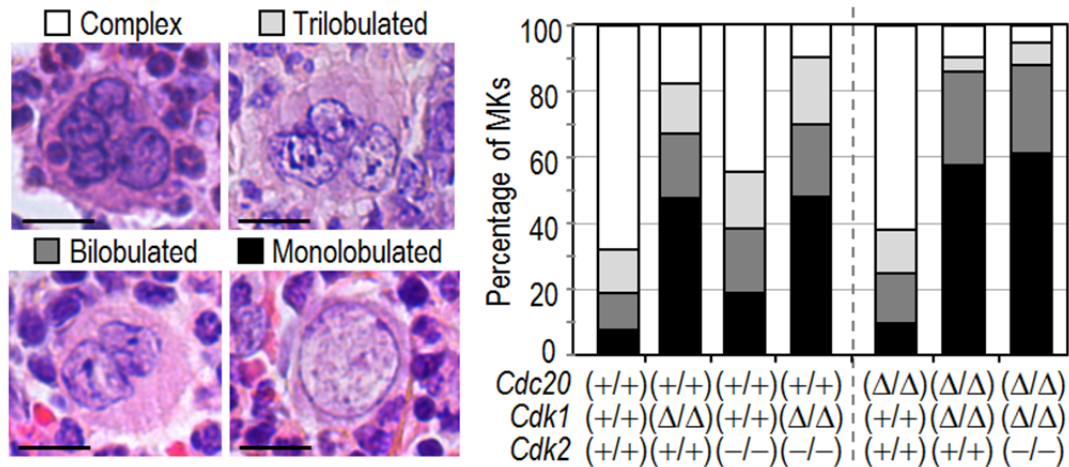 Complex Trilobulated
Bilobulated Monolobulated
Percentage of MKs
100
80
60
40
20
0
Cdc20 (+/+)(+/+)(+/+)(+/+) (Δ/Δ)(Δ/Δ)(Δ/Δ)
Cdk1 (+/+)(Δ/Δ)(+/+)(Δ/Δ) (+/+)(Δ/Δ)(Δ/Δ)
Cdk2 (+/+)(+/+)(−/−)(−/−) (+/+)(+/+)(−/−)